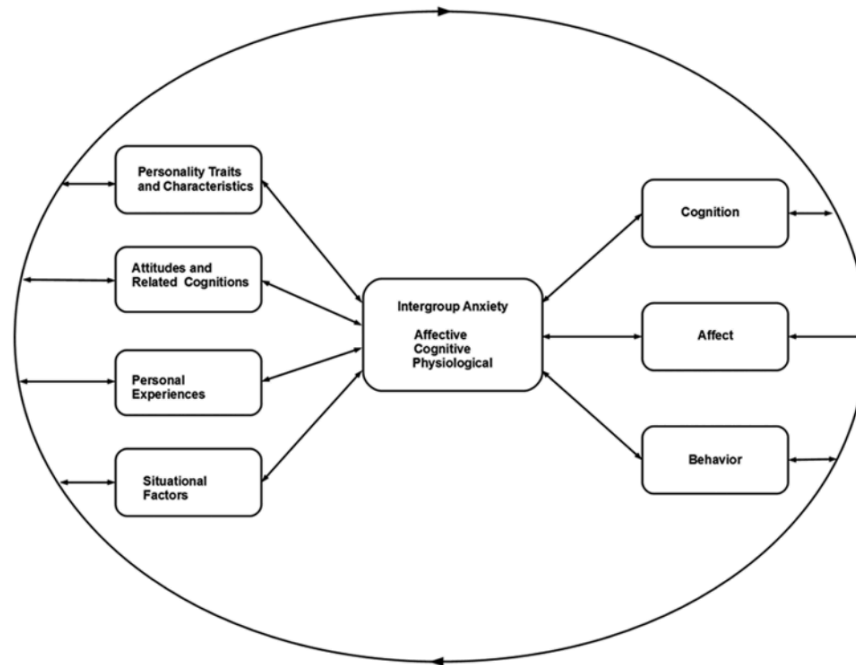 Personality Traits
and Characteristics
Attitudes and
Related Cognitions
Personal
Experiences
Situational
Factors
Intergroup Anxiety
Affective
Cognitive
Physiological
Cognition
Affect
Behavior